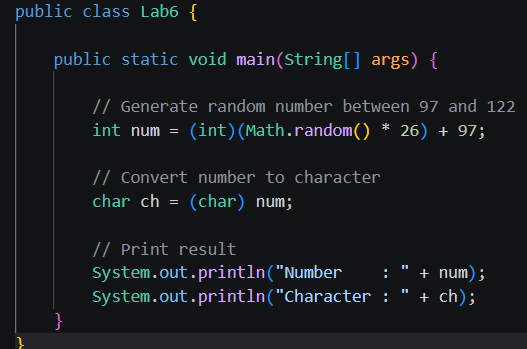 public class Lab6 {
public static void main(String[] args) {
// Generate random number between 97 and 122
int num = (int)(Math.random() * 26) + 97;
// Convert number to character
char ch = (char) num;
// Print result
System.out.println("Number    : " + num);
System.out.println("Character : " + ch);
}
}